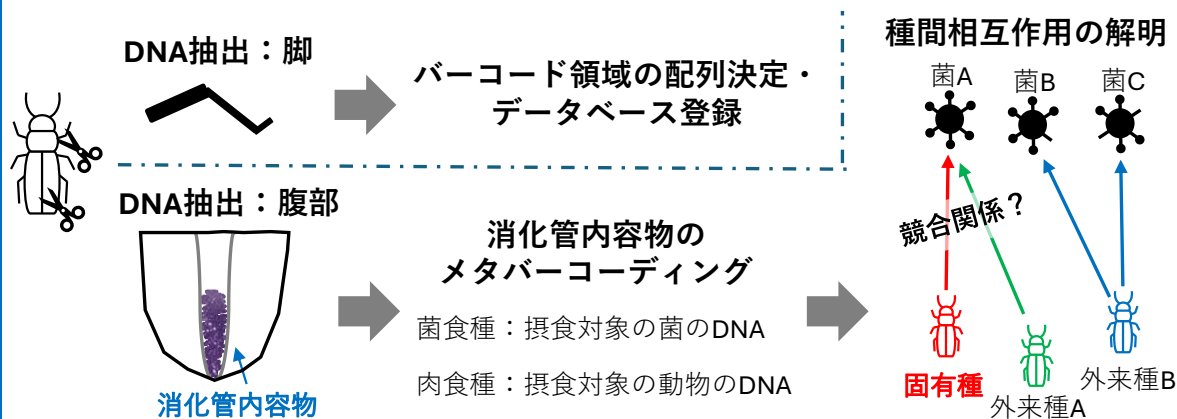 DNA抽出：脚
バーコード領域の配列決定・
データベース登録
DNA抽出：腹部
消化管内容物
消化管内容物の
メタバーコーディング
菌食種：摂食対象の菌のDNA
肉食種：摂食対象の動物のDNA
種間相互作用の解明
菌A
菌B
菌C
競合関係？
固有種
外来種A
外来種B